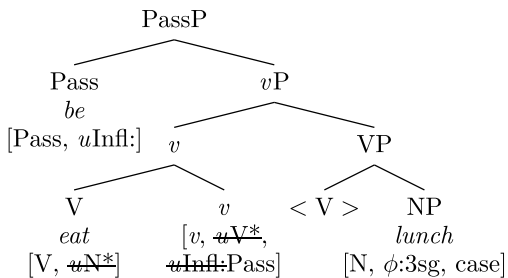 PassP
Pass vP
be
[Pass, uInfl:] v VP
V v < V > NP
eat [v, uV*, lunch
[V, uN*] uInfl:Pass] [N, ϕ:3sg, case]